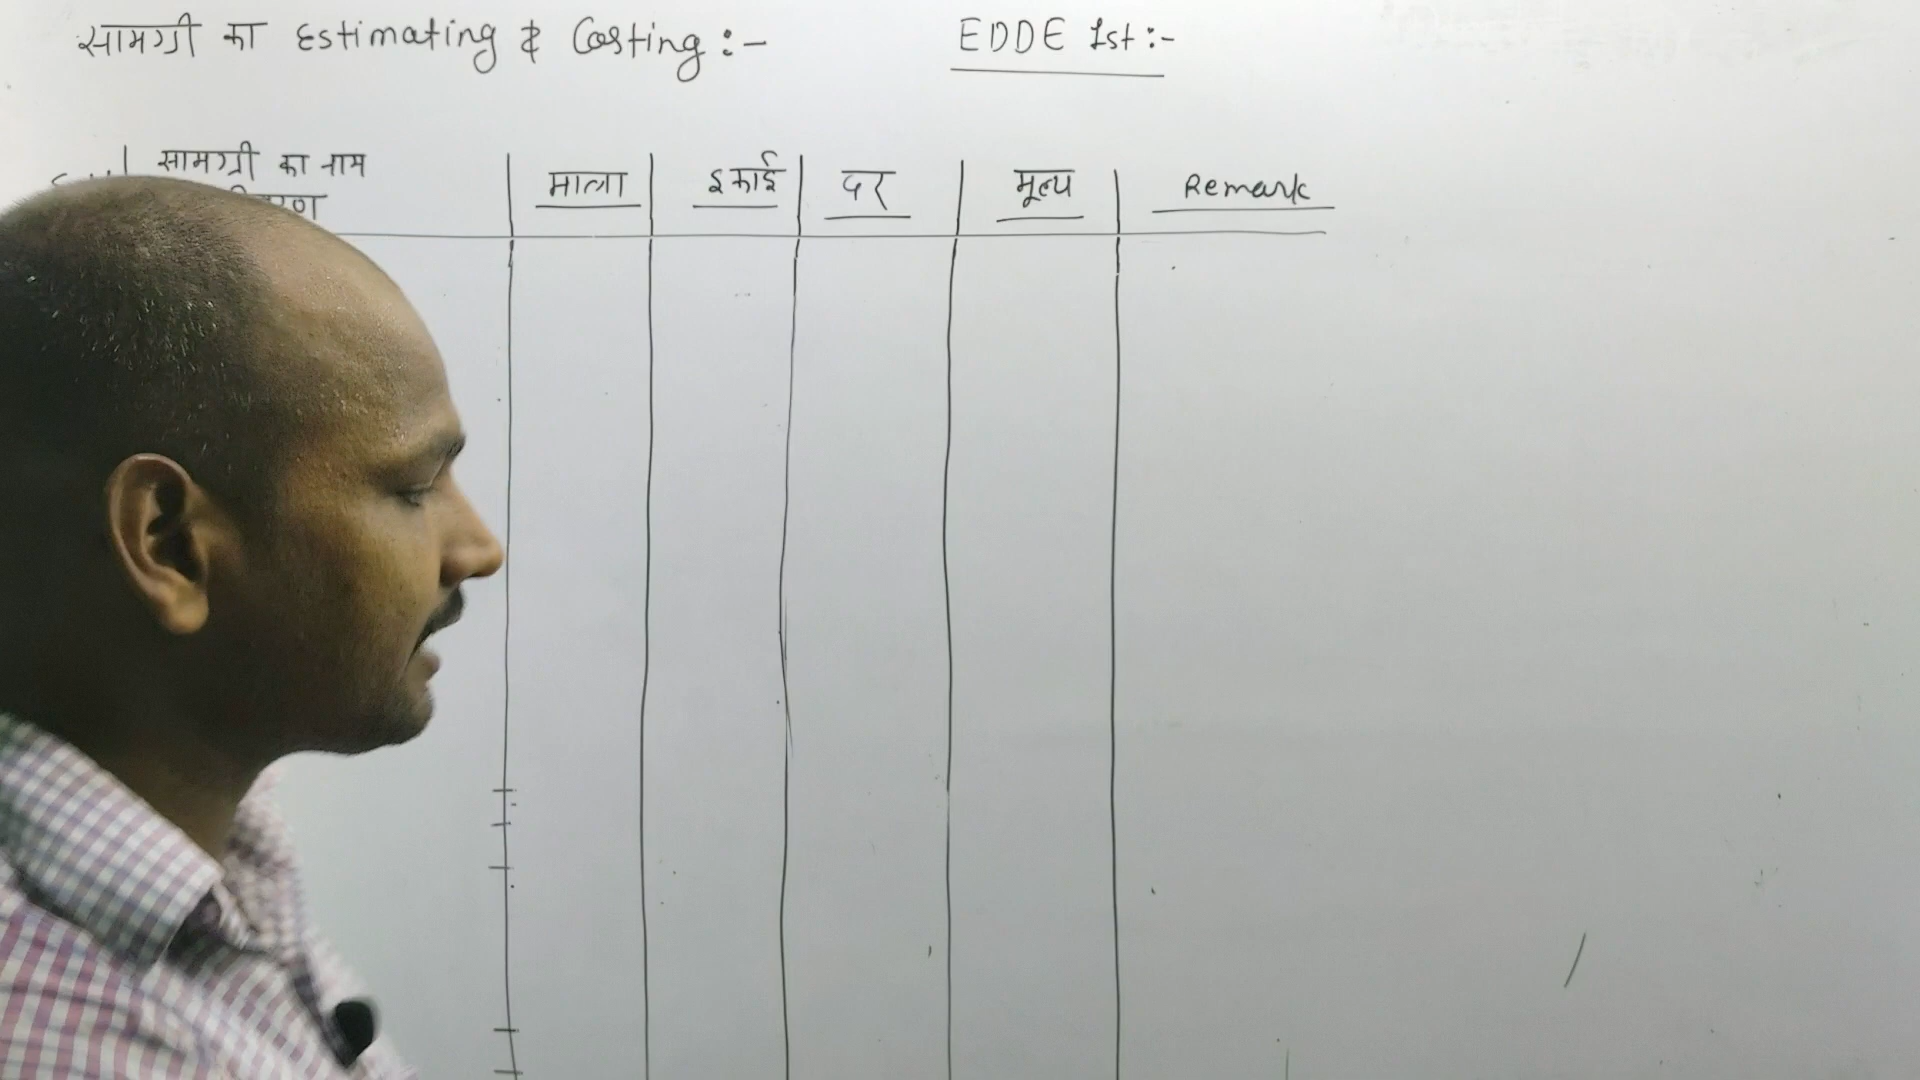 सामग्री का Estimating & Costing :-
EDDE Ist :-
सामग्री का नाम
मात्रा
इकाई
दर
मूल्य
Remark